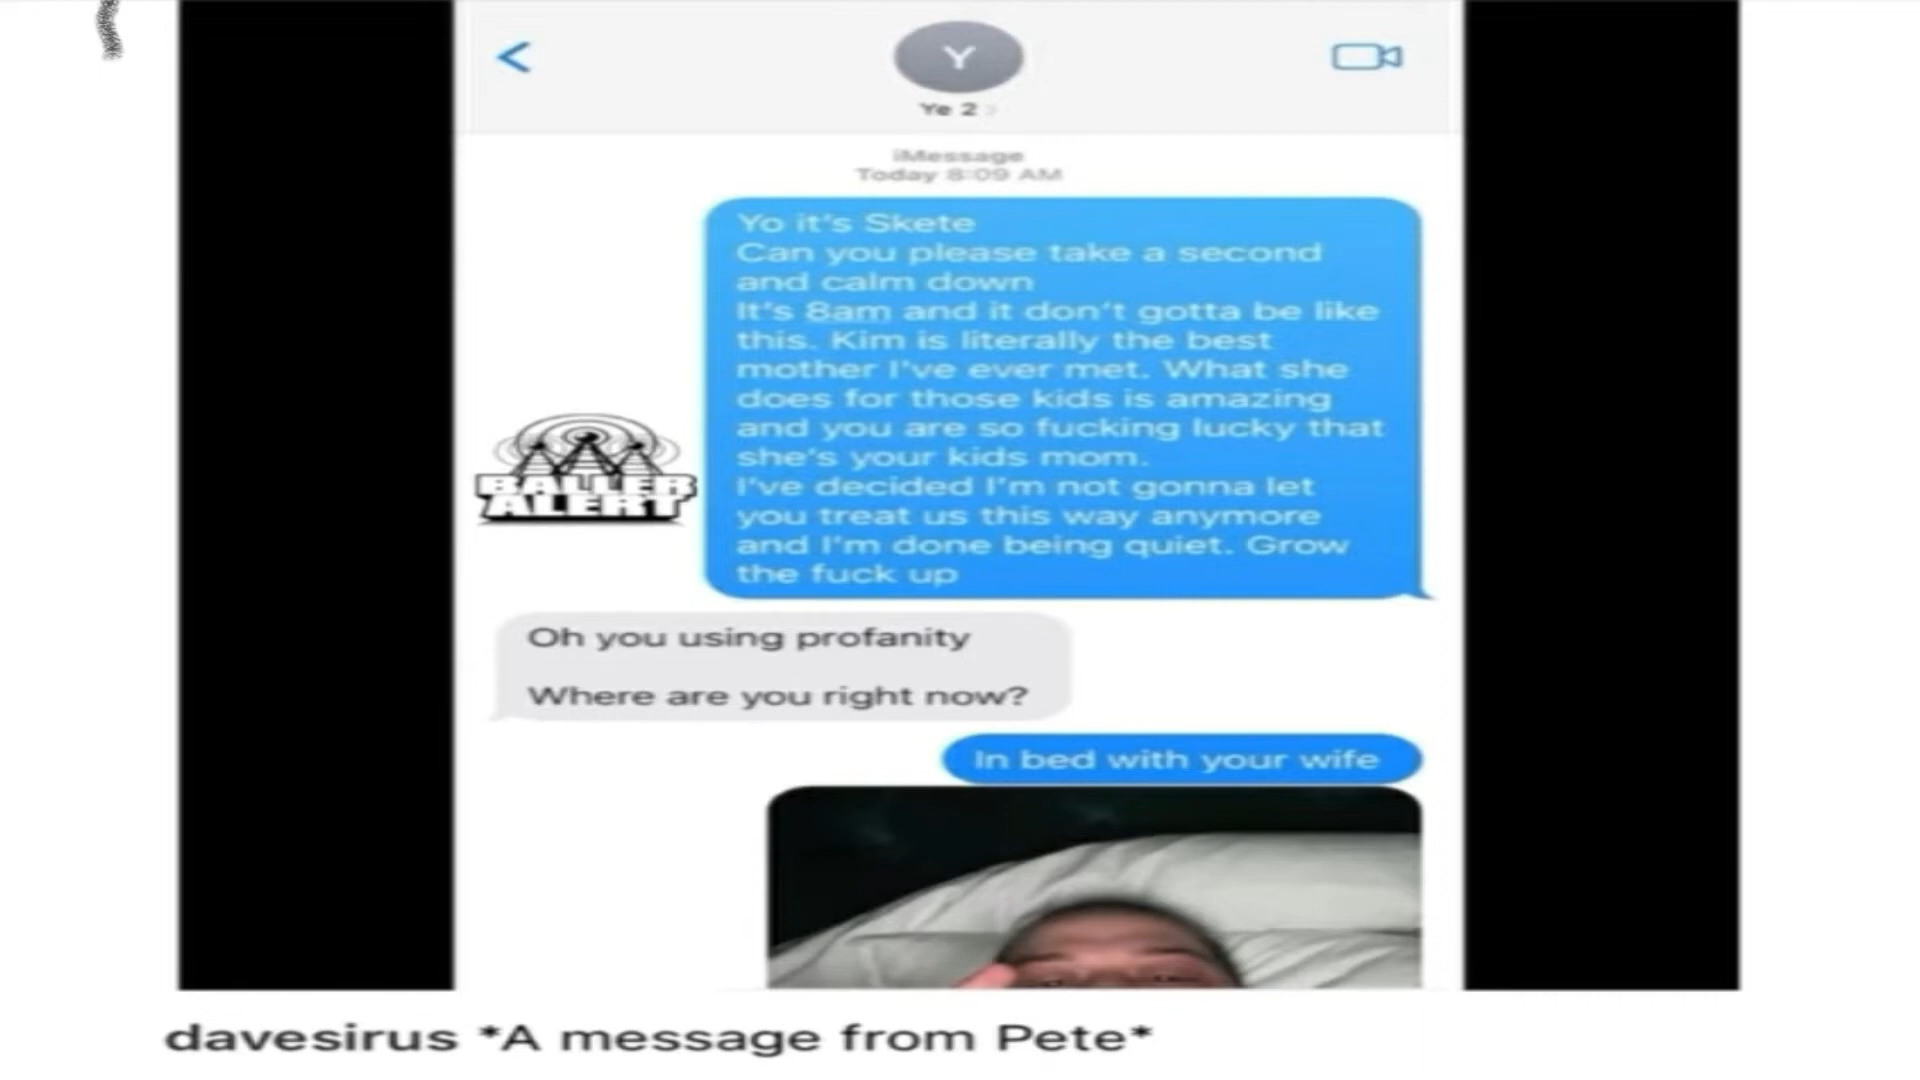 Y
Ye 2
iMessage
Today 8:09 AM
Yo it's Skete
Can you please take a second
and calm down
It's 8am and it don't gotta be like
this. Kim is literally the best
mother I've ever met. What she
does for those kids is amazing
and you are so fucking lucky that
she's your kids mom.
I've decided I'm not gonna let
you treat us this way anymore
and I'm done being quiet. Grow
the fuck up
BALLER
ALERT
Oh you using profanity
Where are you right now?
In bed with your wife
davesirus *A message from Pete*